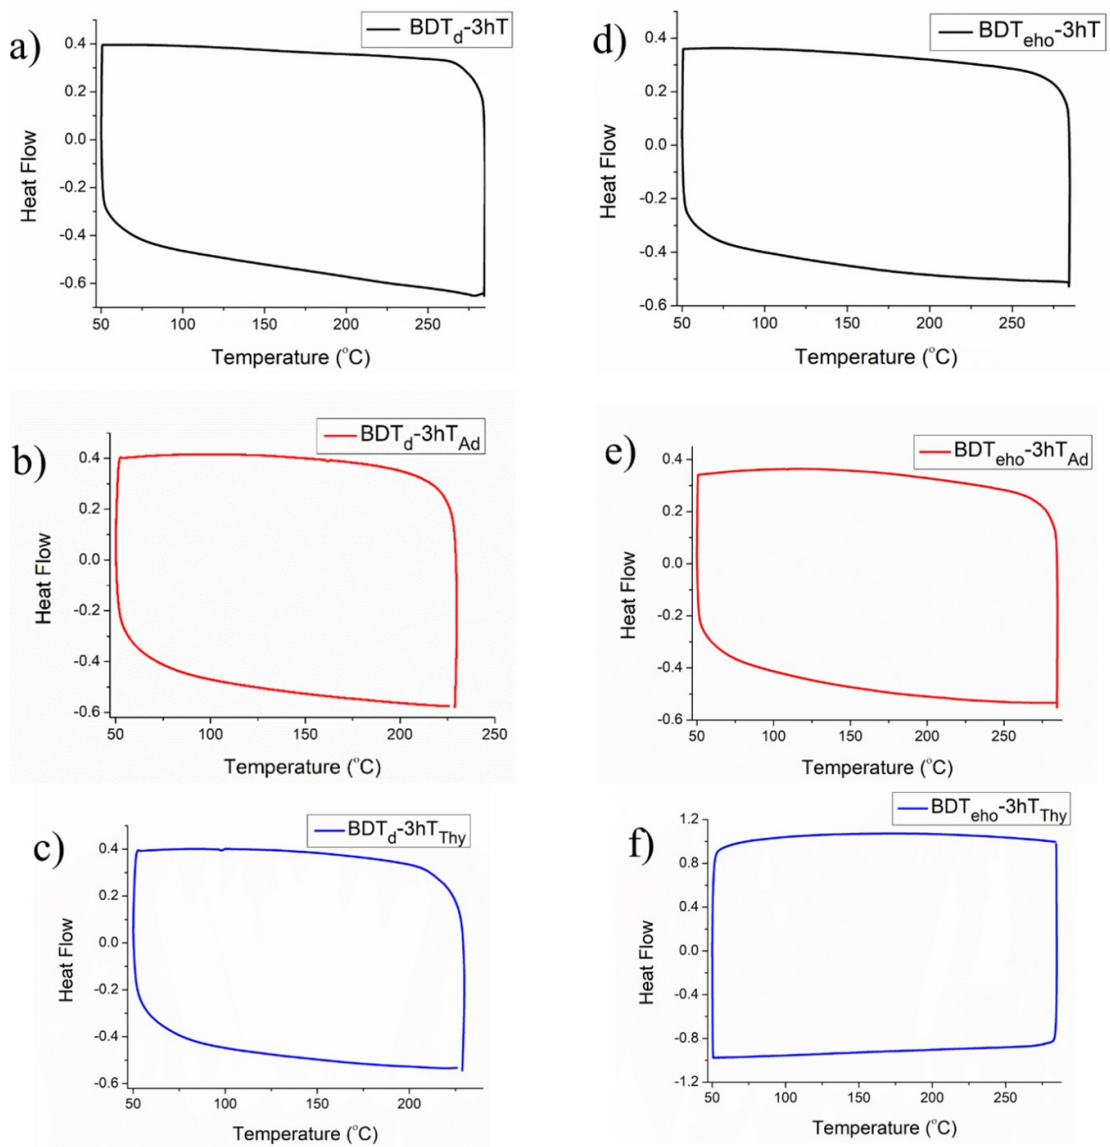 a)
BDTd-3hT
0.4
0.2
0.0
-0.2
-0.4
-0.6
Heat Flow
50 100 150 200 250
Temperature (°C)
d)
BDTeho-3hT
0.4
0.2
0.0
-0.2
-0.4
-0.6
Heat Flow
50 100 150 200 250
Temperature (°C)
b)
BDTd-3hTAd
0.4
0.2
0.0
-0.2
-0.4
-0.6
Heat Flow
50 100 150 200 250
Temperature (°C)
e)
BDTeho-3hTAd
0.4
0.2
0.0
-0.2
-0.4
-0.6
Heat Flow
50 100 150 200 250
Temperature (°C)
c)
BDTd-3hTThy
0.4
0.2
0.0
-0.2
-0.4
-0.6
Heat Flow
50 100 150 200
Temperature (°C)
f)
BDTeho-3hTThy
1.2
0.8
0.4
0.0
-0.4
-0.8
-1.2
Heat Flow
50 100 150 200 250
Temperature (°C)